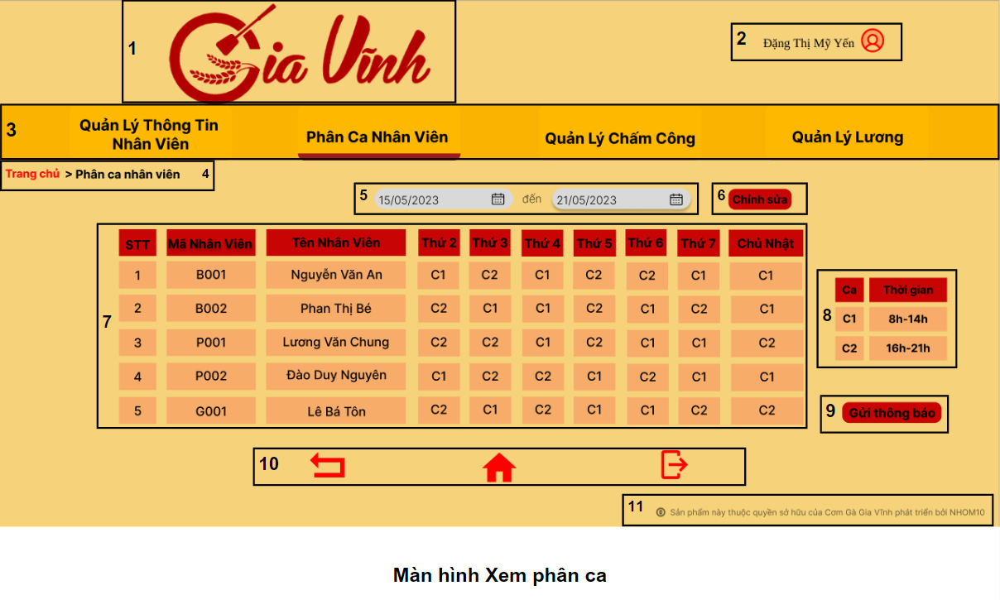 1
Gia Vĩnh
2
Đặng Thị Mỹ Yến
3
Quản Lý Thông Tin
Nhân Viên
Phân Ca Nhân Viên
Quản Lý Chấm Công
Quản Lý Lương
Trang chủ > Phân ca nhân viên 4
5 15/05/2023 đến 21/05/2023
6 Chỉnh sửa
7
STT Mã Nhân Viên Tên Nhân Viên Thứ 2 Thứ 3 Thứ 4 Thứ 5 Thứ 6 Thứ 7 Chủ Nhật
1 B001 Nguyễn Văn An C1 C2 C1 C2 C2 C1 C1
2 B002 Phan Thị Bé C2 C1 C1 C2 C1 C2 C1
3 P001 Lương Văn Chung C2 C2 C1 C2 C1 C1 C2
4 P002 Đào Duy Nguyên C1 C2 C2 C1 C2 C1 C1
5 G001 Lê Bá Tôn C2 C1 C2 C1 C1 C2 C2
8
Ca Thời gian
C1 8h-14h
C2 16h-21h
9 Gửi thông báo
10
11 Sản phẩm này thuộc quyền sở hữu của Cơm Gà Gia Vĩnh phát triển bởi NHOM10
Màn hình Xem phân ca